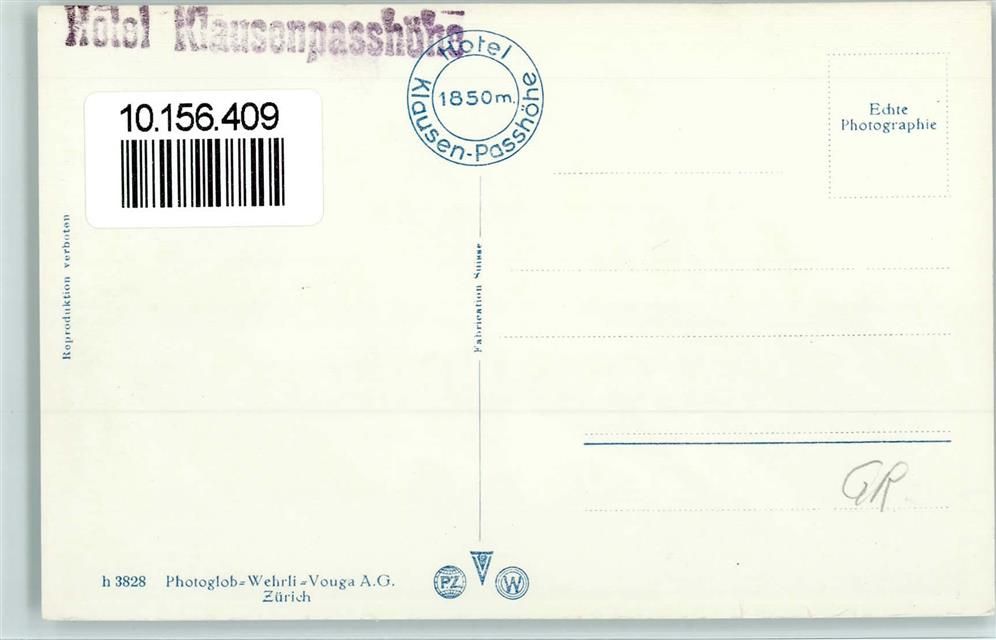 Hotel Klausenpasshöhe
Hotel
Klausen-Passhöhe
1850 m.
10.156.409
Echte
Photographie
Reproduktion verboten
Fabrication Suisse
GR
h 3828 Photoglob-Wehrli-Vouga A.G.
Zürich
PZ
V
W